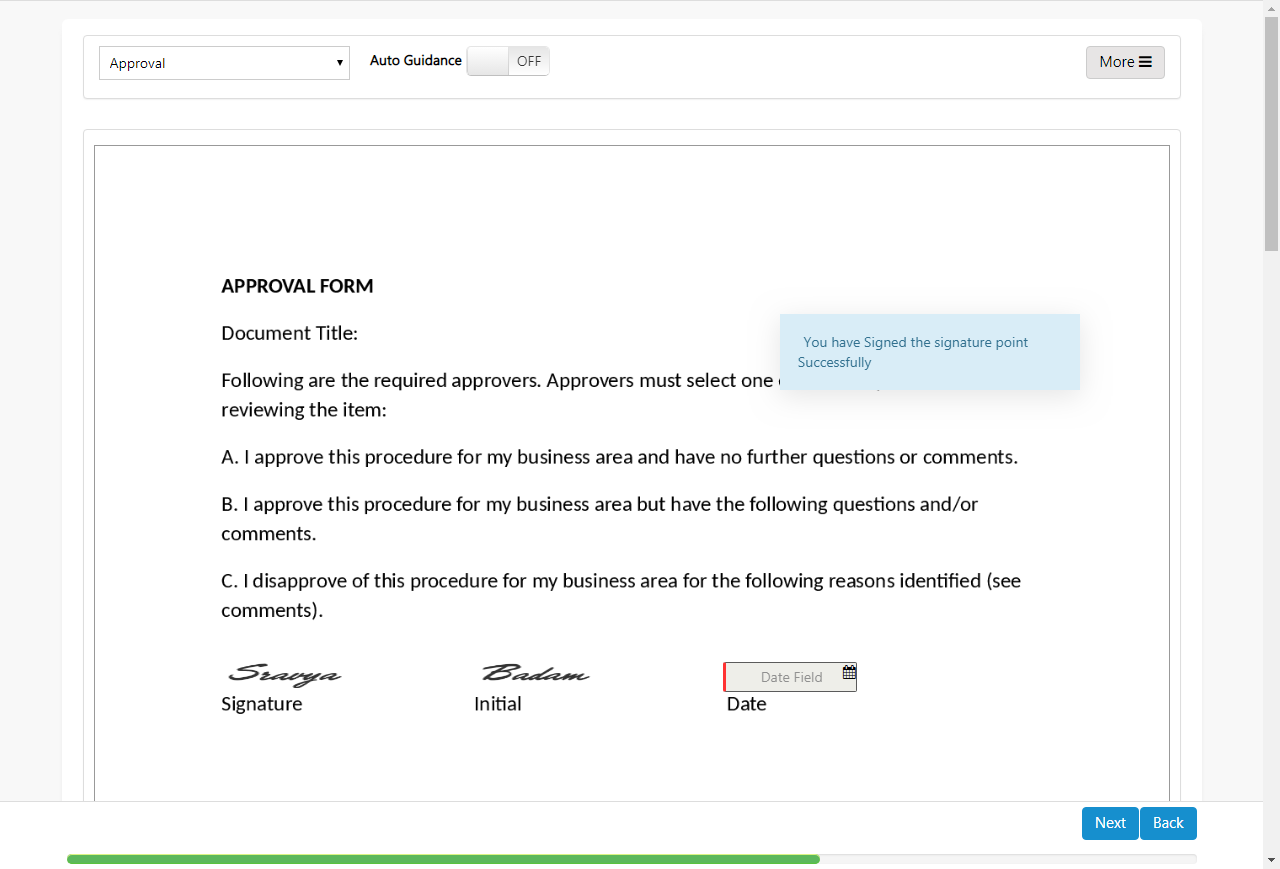 Approval
Auto Guidance OFF
More
APPROVAL FORM
Document Title:
You have Signed the signature point
Successfully
Following are the required approvers. Approvers must select one
reviewing the item:
A. I approve this procedure for my business area and have no further questions or comments.
B. I approve this procedure for my business area but have the following questions and/or
comments.
C. I disapprove of this procedure for my business area for the following reasons identified (see
comments).
Sravya Badam Date Field
Signature Initial Date
Next Back